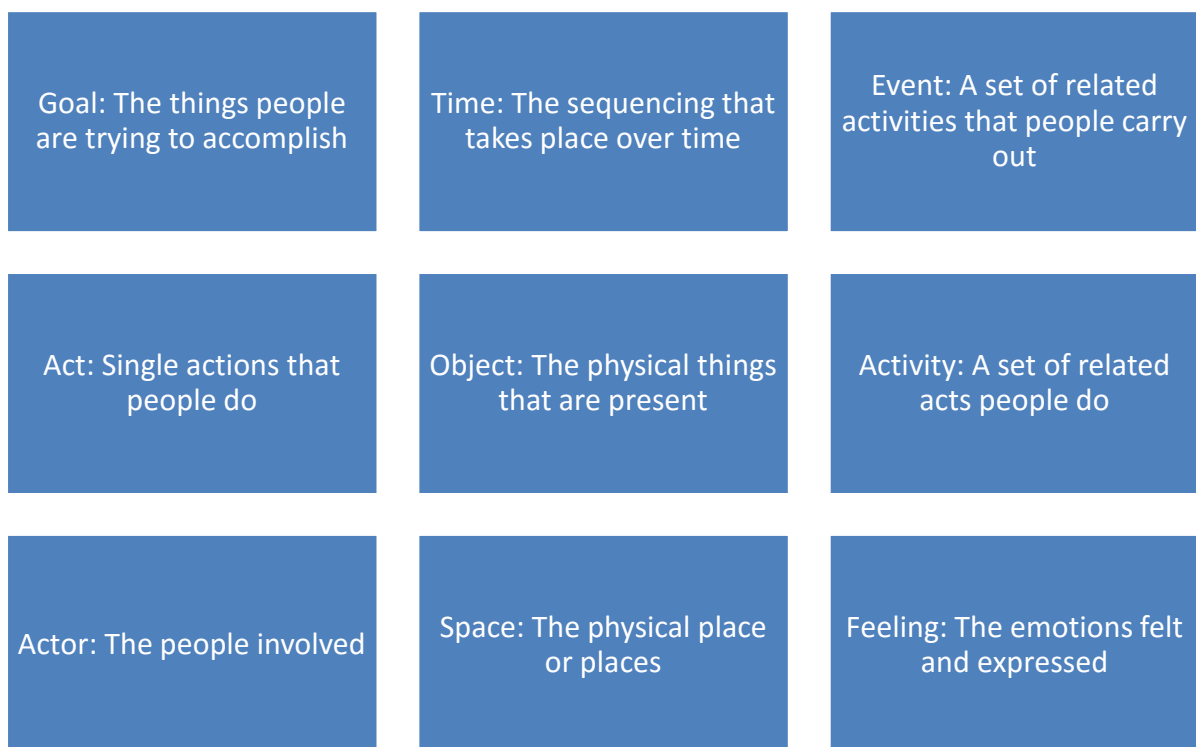 Goal: The things people
are trying to accomplish
Time: The sequencing that
takes place over time
Event: A set of related
activities that people carry
out
Act: Single actions that
people do
Object: The physical things
that are present
Activity: A set of related
acts people do
Actor: The people involved
Space: The physical place
or places
Feeling: The emotions felt
and expressed